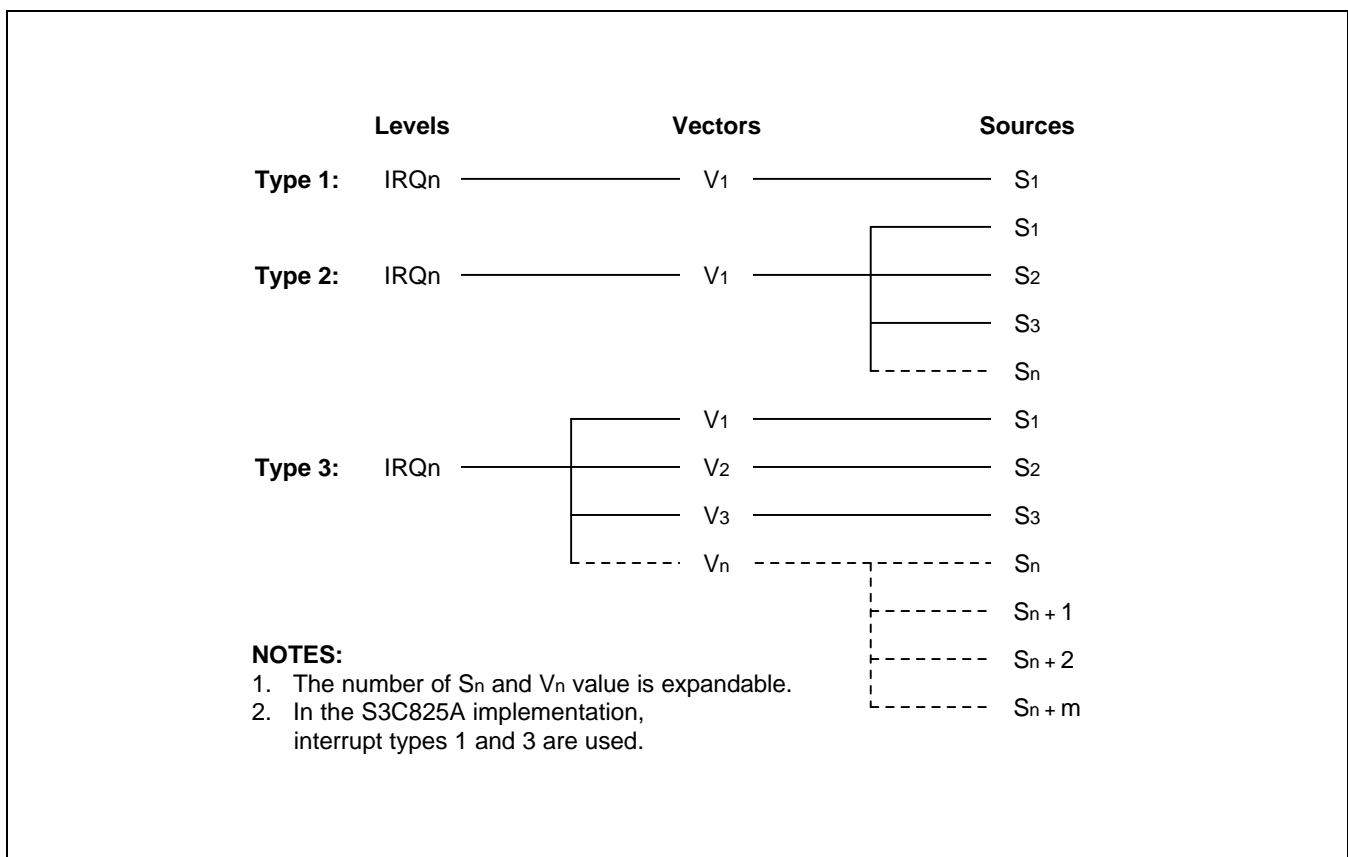 Levels Vectors Sources
Type 1: IRQn V1 S1
S1
Type 2: IRQn V1 S2
S3
Sn
V1 S1
Type 3: IRQn V2 S2
V3 S3
Vn Sn
Sn + 1
NOTES:
Sn + 2
1. The number of Sn and Vn value is expandable.
2. In the S3C825A implementation,
Sn + m
interrupt types 1 and 3 are used.